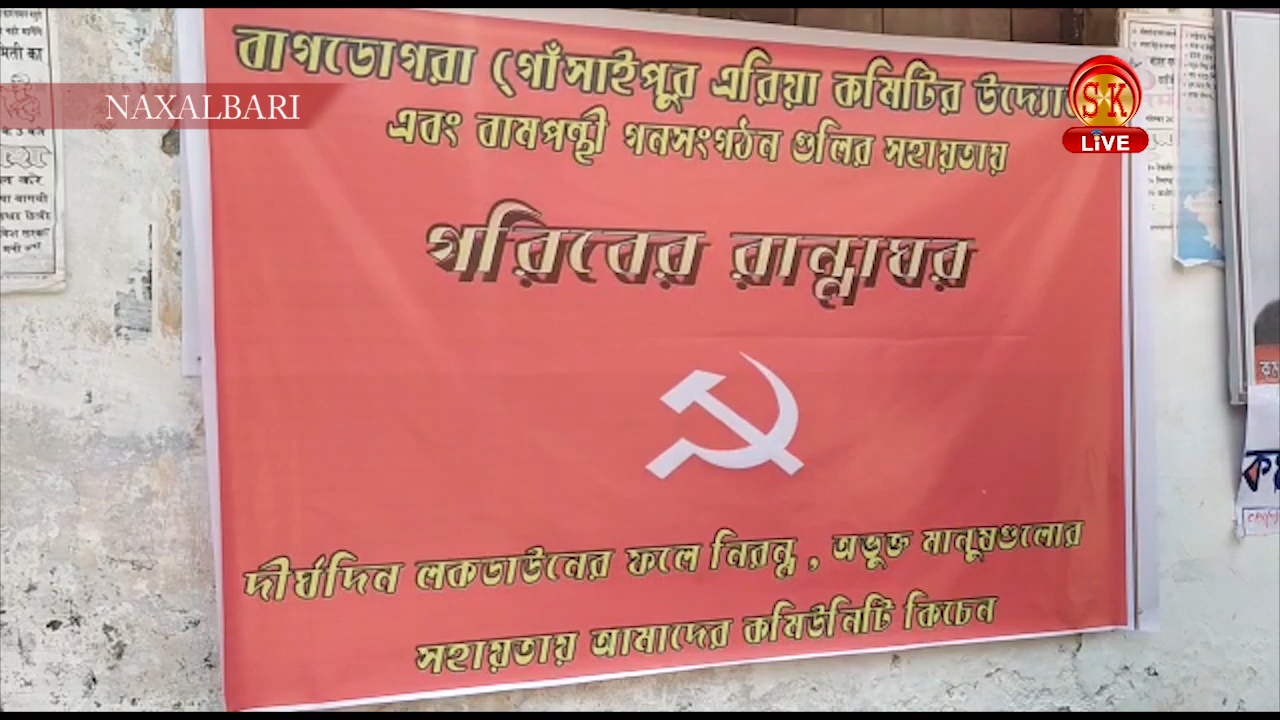 NAXALBARI
SK
LiVE
বাগডোগরা (গোঁসাইপুর এরিয়া কমিটির
এবং বামপন্থী গনসংগঠন গুলির সহায়তায়
গরিবের রান্নাঘর
দীর্ঘদিন লকডাউনের ফলে নিরন্ন , অভুক্ত মানুষগুলোর
সহায়তায় আমাদের কমিউনিটি কিচেন